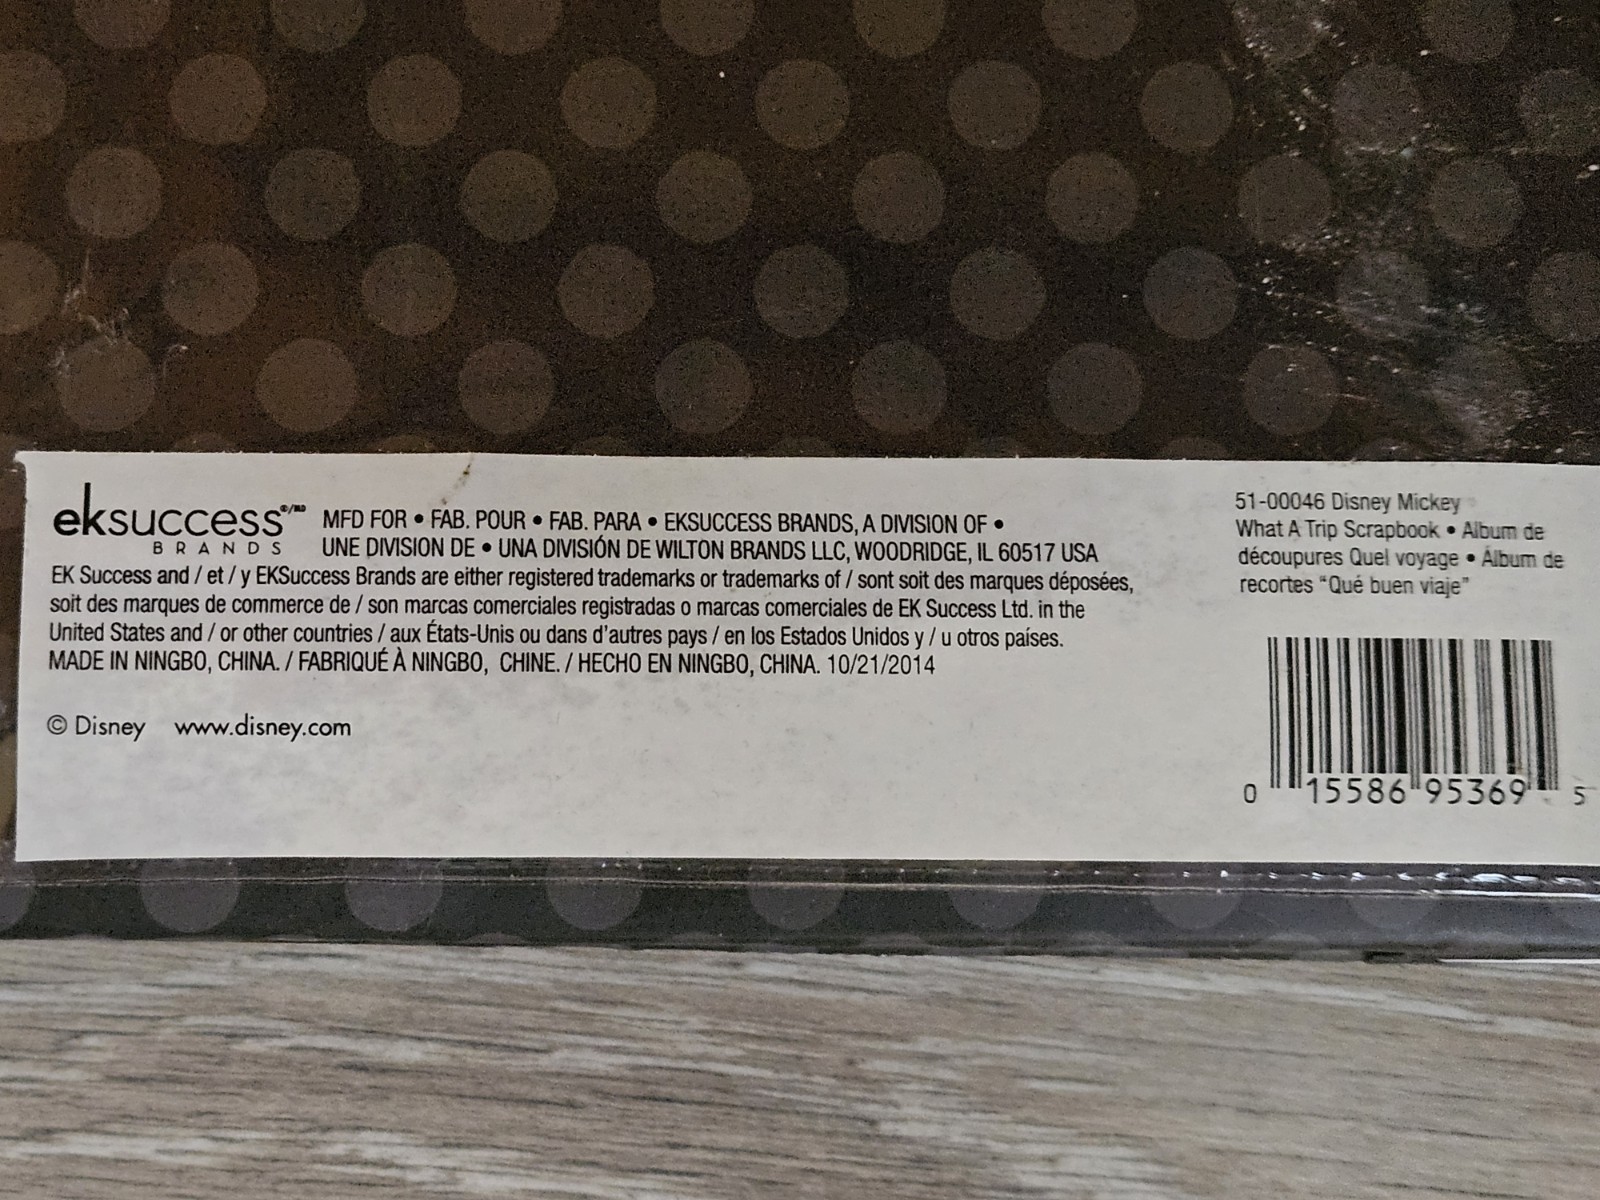 eksuccess®/MD
BRANDS
MFD FOR • FAB. POUR • FAB. PARA • EKSUCCESS BRANDS, A DIVISION OF •
UNE DIVISION DE • UNA DIVISIÓN DE WILTON BRANDS LLC, WOODRIDGE, IL 60517 USA
EK Success and / et / y EKSuccess Brands are either registered trademarks or trademarks of / sont soit des marques déposées,
soit des marques de commerce de / son marcas comerciales registradas o marcas comerciales de EK Success Ltd. in the
United States and / or other countries / aux États-Unis ou dans d'autres pays / en los Estados Unidos y / u otros países.
MADE IN NINGBO, CHINA. / FABRIQUÉ À NINGBO, CHINE. / HECHO EN NINGBO, CHINA. 10/21/2014
© Disney www.disney.com
51-00046 Disney Mickey
What A Trip Scrapbook • Album de
découpures Quel voyage • Álbum de
recortes “Qué buen viaje”
0 15586 95369 5